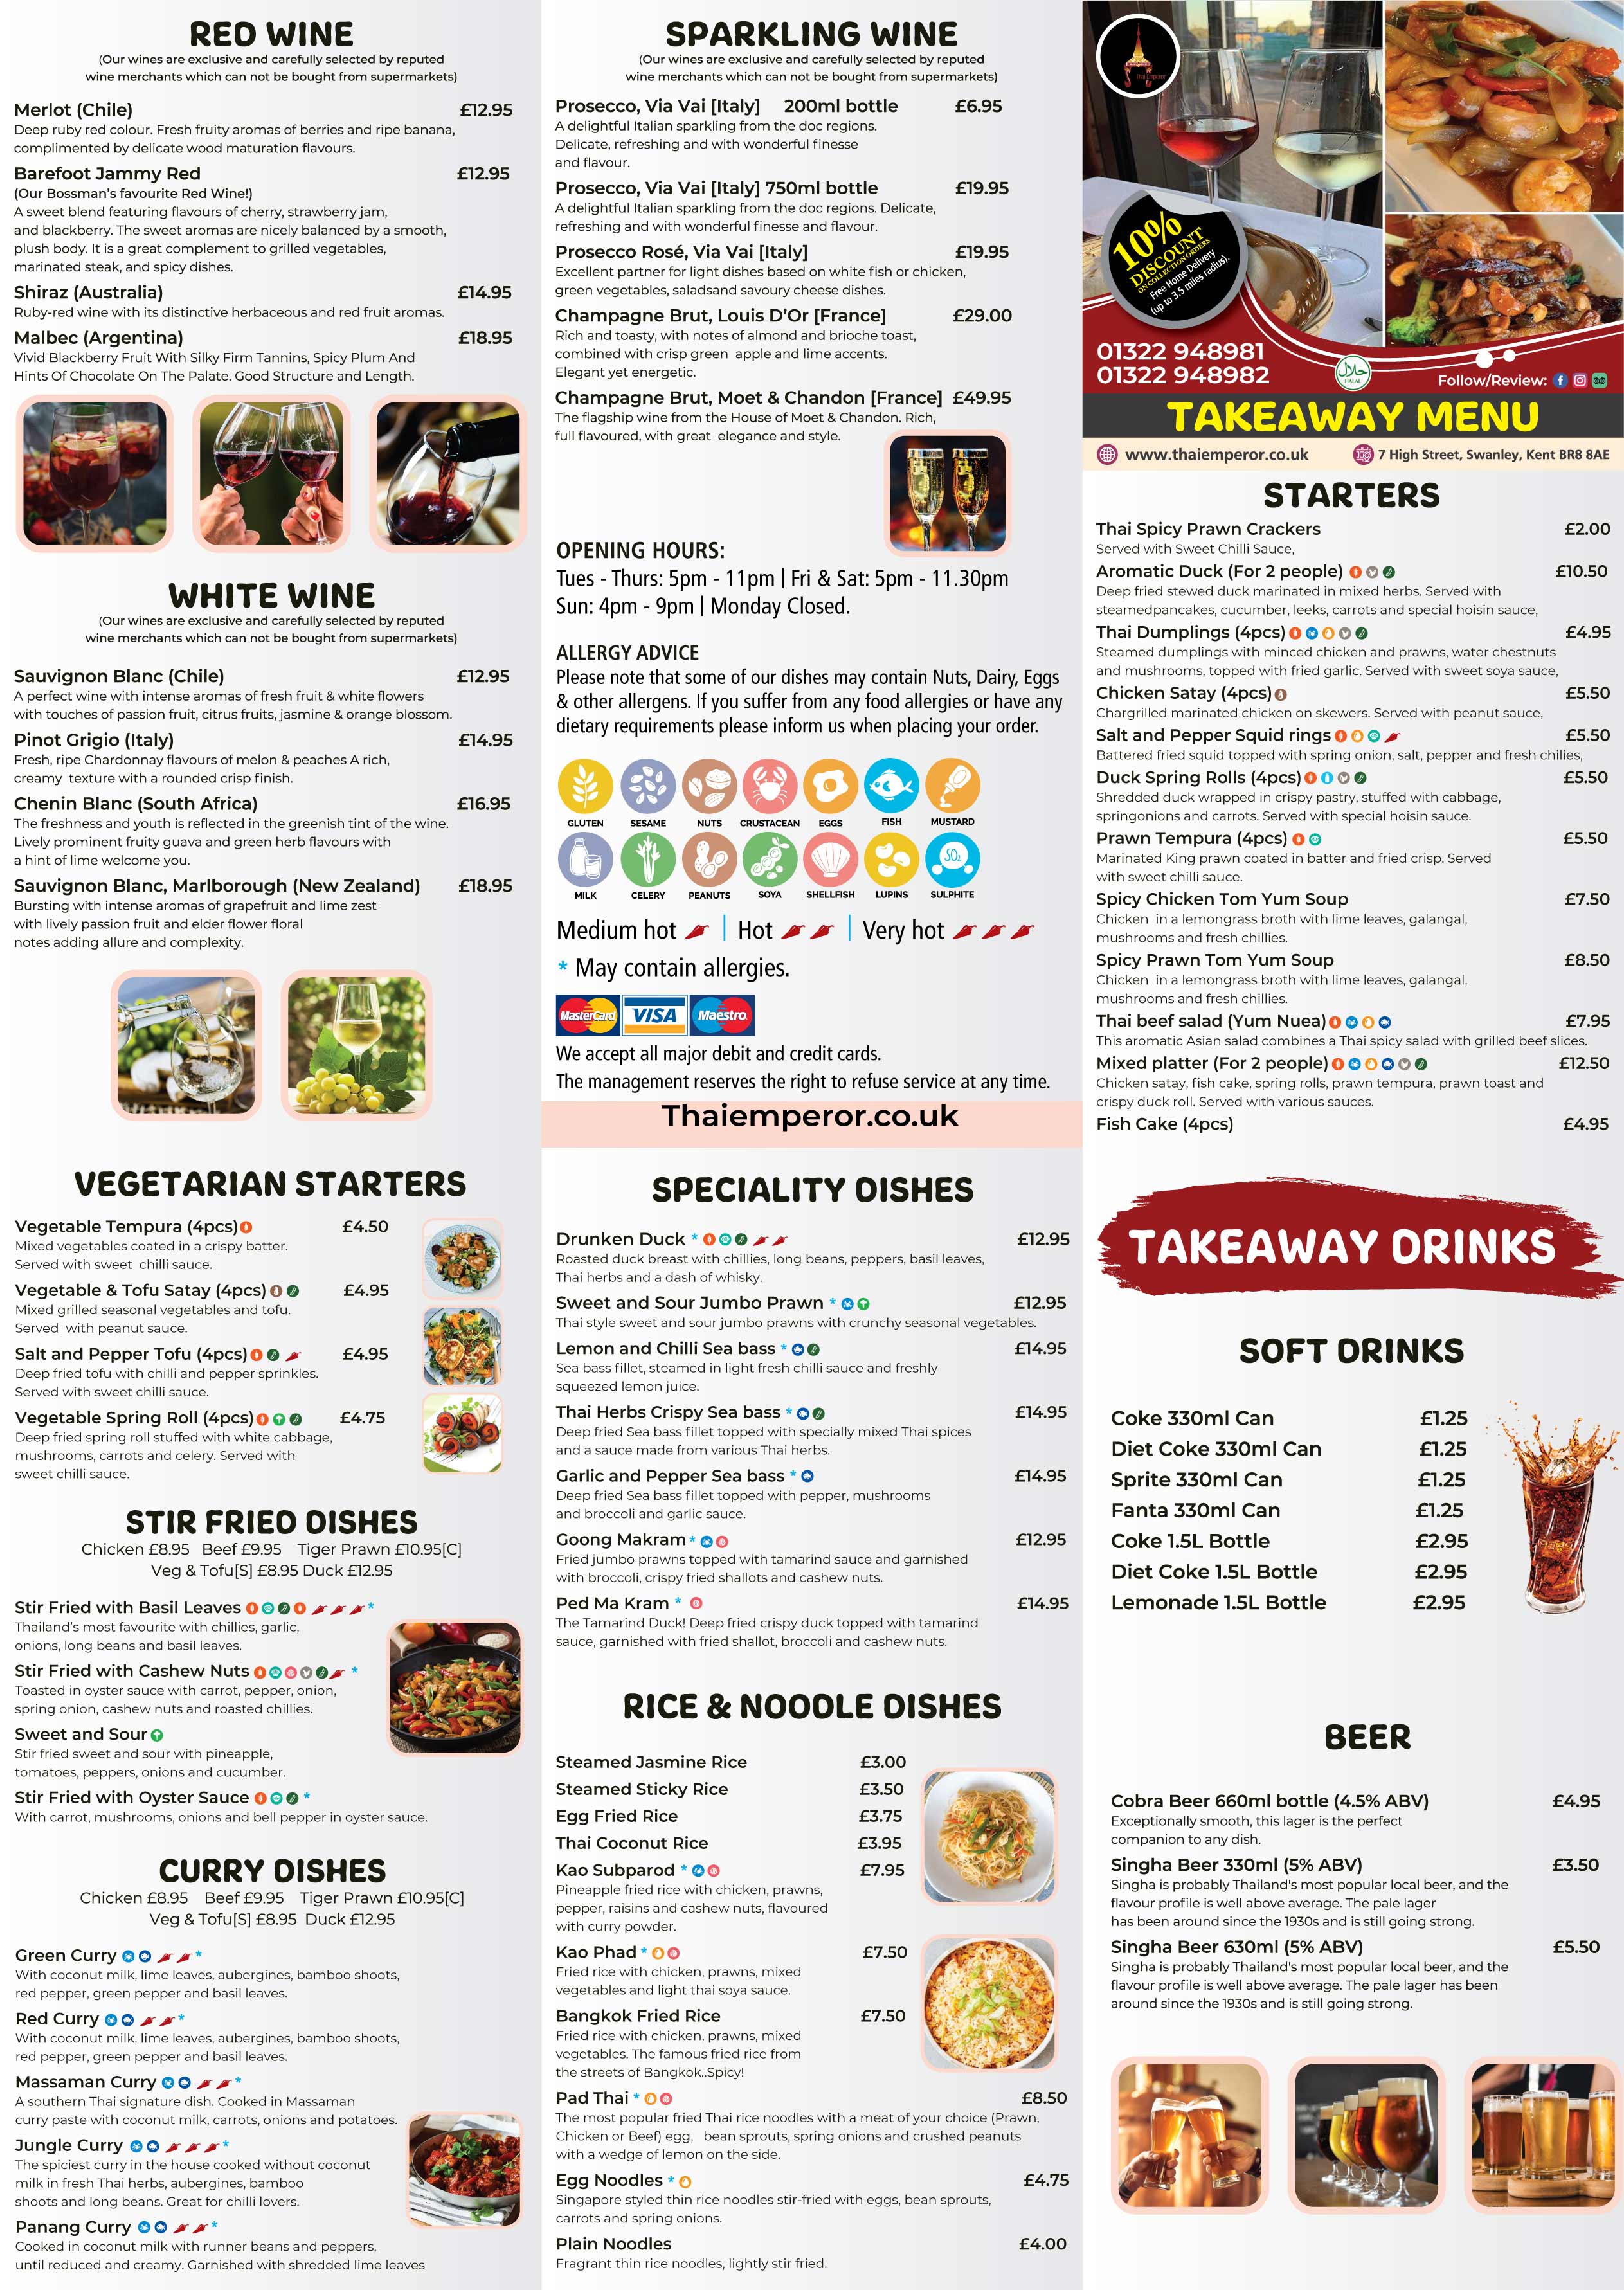 RED WINE
(Our wines are exclusive and carefully selected by reputed
wine merchants which can not be bought from supermarkets)
Merlot (Chile) £12.95
Deep ruby red colour. Fresh fruity aromas of berries and ripe banana,
complimented by delicate wood maturation flavours.
Barefoot Jammy Red £12.95
(Our Bossman's favourite Red Wine!)
A sweet blend featuring flavours of cherry, strawberry jam,
and blackberry. The sweet aromas are nicely balanced by a smooth,
plush body. It is a great complement to grilled vegetables,
marinated steak, and spicy dishes.
Shiraz (Australia) £14.95
Ruby-red wine with its distinctive herbaceous and red fruit aromas.
Malbec (Argentina) £18.95
Vivid Blackberry Fruit With Silky Firm Tannins, Spicy Plum And
Hints Of Chocolate On The Palate. Good Structure and Length.
WHITE WINE
(Our wines are exclusive and carefully selected by reputed
wine merchants which can not be bought from supermarkets)
Sauvignon Blanc (Chile) £12.95
A perfect wine with intense aromas of fresh fruit & white flowers
with touches of passion fruit, citrus fruits, jasmine & orange blossom.
Pinot Grigio (Italy) £14.95
Fresh, ripe Chardonnay flavours of melon & peaches A rich,
creamy texture with a rounded crisp finish.
Chenin Blanc (South Africa) £16.95
The freshness and youth is reflected in the greenish tint of the wine.
Lively prominent fruity guava and green herb flavours with
a hint of lime welcome you.
Sauvignon Blanc, Marlborough (New Zealand) £18.95
Bursting with intense aromas of grapefruit and lime zest
with lively passion fruit and elder flower floral
notes adding allure and complexity.
SPARKLING WINE
(Our wines are exclusive and carefully selected by reputed
wine merchants which can not be bought from supermarkets)
Prosecco, Via Vai [Italy] 200ml bottle £6.95
A delightful Italian sparkling from the doc regions.
Delicate, refreshing and with wonderful finesse
and flavour.
Prosecco, Via Vai [Italy] 750ml bottle £19.95
A delightful Italian sparkling from the doc regions. Delicate,
refreshing and with wonderful finesse and flavour.
Prosecco Rosé, Via Vai [Italy] £19.95
Excellent partner for light dishes based on white fish or chicken,
green vegetables, saladsand savoury cheese dishes.
Champagne Brut, Louis D'Or [France] £29.00
Rich and toasty, with notes of almond and brioche toast,
combined with crisp green apple and lime accents.
Elegant yet energetic.
Champagne Brut, Moet & Chandon [France] £49.95
The flagship wine from the House of Moet & Chandon. Rich,
full flavoured, with great elegance and style.
OPENING HOURS:
Tues - Thurs: 5pm - 11pm | Fri & Sat: 5pm - 11.30pm
Sun: 4pm - 9pm | Monday Closed.
ALLERGY ADVICE
Please note that some of our dishes may contain Nuts, Dairy, Eggs
& other allergens. If you suffer from any food allergies or have any
dietary requirements please inform us when placing your order.
GLUTEN SESAME NUTS CRUSTACEAN EGGS FISH MUSTARD
SO2
MILK CELERY PEANUTS SOYA SHELLFISH LUPINS SULPHITE
Medium hot | Hot | Very hot
* May contain allergies.
MasterCard VISA Maestro
We accept all major debit and credit cards.
The management reserves the right to refuse service at any time.
Thaiemperor.co.uk
Thai Emperor
10%
DISCOUNT
ON COLLECTION ORDERS
Free Home Delivery
(up to 3.5 miles radius).
01322 948981
01322 948982
حلال
HALAL
Follow/Review:
TAKEAWAY MENU
www.thaiemperor.co.uk 7 High Street, Swanley, Kent BR8 8AE
STARTERS
Thai Spicy Prawn Crackers £2.00
Served with Sweet Chilli Sauce,
Aromatic Duck (For 2 people) £10.50
Deep fried stewed duck marinated in mixed herbs. Served with
steamedpancakes, cucumber, leeks, carrots and special hoisin sauce,
Thai Dumplings (4pcs) £4.95
Steamed dumplings with minced chicken and prawns, water chestnuts
and mushrooms, topped with fried garlic. Served with sweet soya sauce,
Chicken Satay (4pcs) £5.50
Chargrilled marinated chicken on skewers. Served with peanut sauce,
Salt and Pepper Squid rings £5.50
Battered fried squid topped with spring onion, salt, pepper and fresh chilies,
Duck Spring Rolls (4pcs) £5.50
Shredded duck wrapped in crispy pastry, stuffed with cabbage,
springonions and carrots. Served with special hoisin sauce.
Prawn Tempura (4pcs) £5.50
Marinated King prawn coated in batter and fried crisp. Served
with sweet chilli sauce.
Spicy Chicken Tom Yum Soup £7.50
Chicken in a lemongrass broth with lime leaves, galangal,
mushrooms and fresh chillies.
Spicy Prawn Tom Yum Soup £8.50
Chicken in a lemongrass broth with lime leaves, galangal,
mushrooms and fresh chillies.
Thai beef salad (Yum Nuea) £7.95
This aromatic Asian salad combines a Thai spicy salad with grilled beef slices.
Mixed platter (For 2 people) £12.50
Chicken satay, fish cake, spring rolls, prawn tempura, prawn toast and
crispy duck roll. Served with various sauces.
Fish Cake (4pcs) £4.95
VEGETARIAN STARTERS
Vegetable Tempura (4pcs) £4.50
Mixed vegetables coated in a crispy batter.
Served with sweet chilli sauce.
Vegetable & Tofu Satay (4pcs) £4.95
Mixed grilled seasonal vegetables and tofu.
Served with peanut sauce.
Salt and Pepper Tofu (4pcs) £4.95
Deep fried tofu with chilli and pepper sprinkles.
Served with sweet chilli sauce.
Vegetable Spring Roll (4pcs) £4.75
Deep fried spring roll stuffed with white cabbage,
mushrooms, carrots and celery. Served with
sweet chilli sauce.
STIR FRIED DISHES
Chicken £8.95 Beef £9.95 Tiger Prawn £10.95[C]
Veg & Tofu[S] £8.95 Duck £12.95
Stir Fried with Basil Leaves *
Thailand's most favourite with chillies, garlic,
onions, long beans and basil leaves.
Stir Fried with Cashew Nuts *
Toasted in oyster sauce with carrot, pepper, onion,
spring onion, cashew nuts and roasted chillies.
Sweet and Sour
Stir fried sweet and sour with pineapple,
tomatoes, peppers, onions and cucumber.
Stir Fried with Oyster Sauce *
With carrot, mushrooms, onions and bell pepper in oyster sauce.
CURRY DISHES
Chicken £8.95 Beef £9.95 Tiger Prawn £10.95[C]
Veg & Tofu[S] £8.95 Duck £12.95
Green Curry *
With coconut milk, lime leaves, aubergines, bamboo shoots,
red pepper, green pepper and basil leaves.
Red Curry *
With coconut milk, lime leaves, aubergines, bamboo shoots,
red pepper, green pepper and basil leaves.
Massaman Curry *
A southern Thai signature dish. Cooked in Massaman
curry paste with coconut milk, carrots, onions and potatoes.
Jungle Curry *
The spiciest curry in the house cooked without coconut
milk in fresh Thai herbs, aubergines, bamboo
shoots and long beans. Great for chilli lovers.
Panang Curry *
Cooked in coconut milk with runner beans and peppers,
until reduced and creamy. Garnished with shredded lime leaves
SPECIALITY DISHES
Drunken Duck * £12.95
Roasted duck breast with chillies, long beans, peppers, basil leaves,
Thai herbs and a dash of whisky.
Sweet and Sour Jumbo Prawn * £12.95
Thai style sweet and sour jumbo prawns with crunchy seasonal vegetables.
Lemon and Chilli Sea bass * £14.95
Sea bass fillet, steamed in light fresh chilli sauce and freshly
squeezed lemon juice.
Thai Herbs Crispy Sea bass * £14.95
Deep fried Sea bass fillet topped with specially mixed Thai spices
and a sauce made from various Thai herbs.
Garlic and Pepper Sea bass * £14.95
Deep fried Sea bass fillet topped with pepper, mushrooms
and broccoli and garlic sauce.
Goong Makram * £12.95
Fried jumbo prawns topped with tamarind sauce and garnished
with broccoli, crispy fried shallots and cashew nuts.
Ped Ma Kram * £14.95
The Tamarind Duck! Deep fried crispy duck topped with tamarind
sauce, garnished with fried shallot, broccoli and cashew nuts.
RICE & NOODLE DISHES
Steamed Jasmine Rice £3.00
Steamed Sticky Rice £3.50
Egg Fried Rice £3.75
Thai Coconut Rice £3.95
Kao Subparod * £7.95
Pineapple fried rice with chicken, prawns,
pepper, raisins and cashew nuts, flavoured
with curry powder.
Kao Phad * £7.50
Fried rice with chicken, prawns, mixed
vegetables and light thai soya sauce.
Bangkok Fried Rice £7.50
Fried rice with chicken, prawns, mixed
vegetables. The famous fried rice from
the streets of Bangkok..Spicy!
Pad Thai * £8.50
The most popular fried Thai rice noodles with a meat of your choice (Prawn,
Chicken or Beef) egg, bean sprouts, spring onions and crushed peanuts
with a wedge of lemon on the side.
Egg Noodles * £4.75
Singapore styled thin rice noodles stir-fried with eggs, bean sprouts,
carrots and spring onions.
Plain Noodles £4.00
Fragrant thin rice noodles, lightly stir fried.
TAKEAWAY DRINKS
SOFT DRINKS
Coke 330ml Can £1.25
Diet Coke 330ml Can £1.25
Sprite 330ml Can £1.25
Fanta 330ml Can £1.25
Coke 1.5L Bottle £2.95
Diet Coke 1.5L Bottle £2.95
Lemonade 1.5L Bottle £2.95
BEER
Cobra Beer 660ml bottle (4.5% ABV) £4.95
Exceptionally smooth, this lager is the perfect
companion to any dish.
Singha Beer 330ml (5% ABV) £3.50
Singha is probably Thailand's most popular local beer, and the
flavour profile is well above average. The pale lager
has been around since the 1930s and is still going strong.
Singha Beer 630ml (5% ABV) £5.50
Singha is probably Thailand's most popular local beer, and the
flavour profile is well above average. The pale lager has been
around since the 1930s and is still going strong.